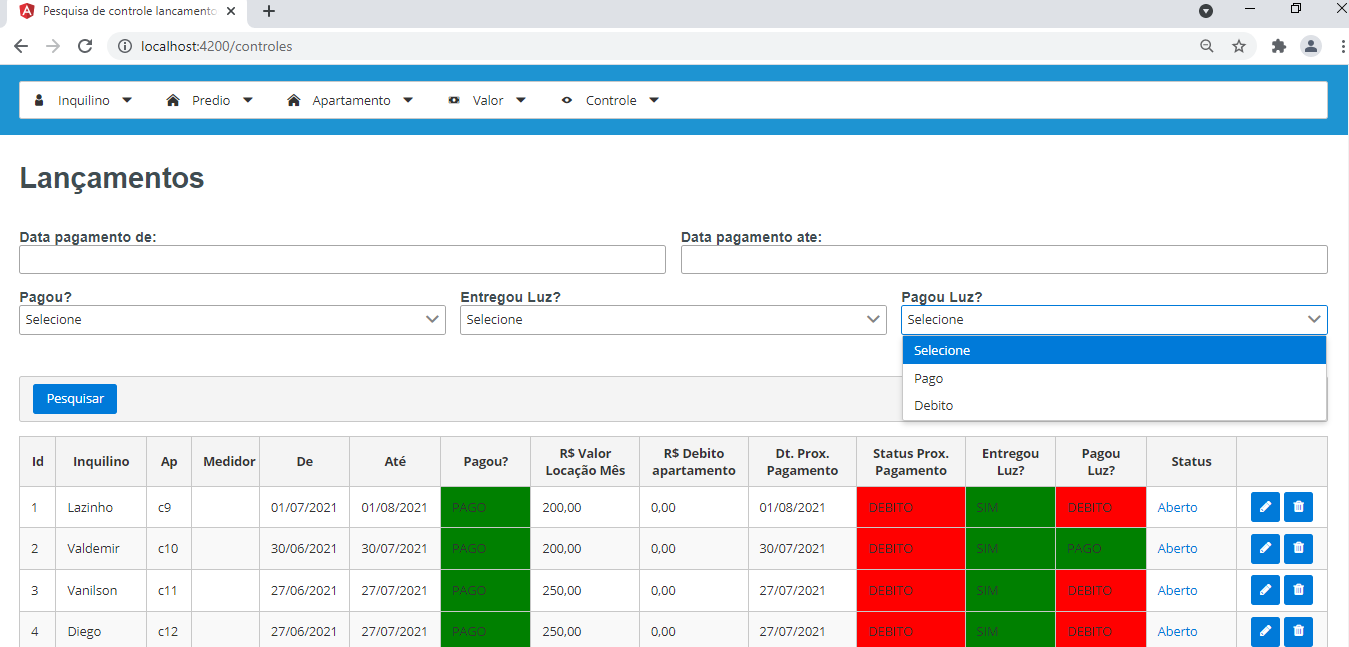 Pesquisa de controle lancamento
localhost:4200/controles
Inquilino Predio Apartamento Valor Controle
Lançamentos
Data pagamento de: Data pagamento ate:
Pagou? Entregou Luz? Pagou Luz?
Selecione Selecione Selecione
Selecione
Pago
Debito
Pesquisar
Id Inquilino Ap Medidor De Até Pagou? R$ Valor Locação Mês R$ Debito apartamento Dt. Prox. Pagamento Status Prox. Pagamento Entregou Luz? Pagou Luz? Status
1 Lazinho c9 01/07/2021 01/08/2021 PAGO 200,00 0,00 01/08/2021 DEBITO SIM DEBITO Aberto
2 Valdemir c10 30/06/2021 30/07/2021 PAGO 200,00 0,00 30/07/2021 DEBITO SIM PAGO Aberto
3 Vanilson c11 27/06/2021 27/07/2021 PAGO 250,00 0,00 27/07/2021 DEBITO SIM DEBITO Aberto
4 Diego c12 27/06/2021 27/07/2021 PAGO 250,00 0,00 27/07/2021 DEBITO SIM DEBITO Aberto